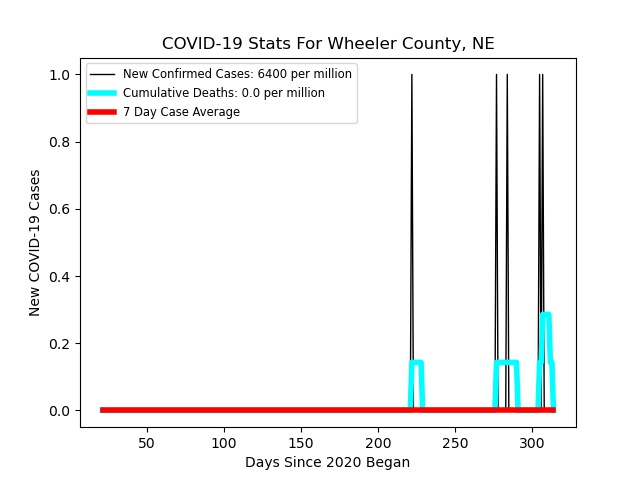 COVID-19 Stats For Wheeler County, NE
New Confirmed Cases: 6400 per million
Cumulative Deaths: 0.0 per million
7 Day Case Average
New COVID-19 Cases
1.0
0.8
0.6
0.4
0.2
0.0
50 100 150 200 250 300
Days Since 2020 Began